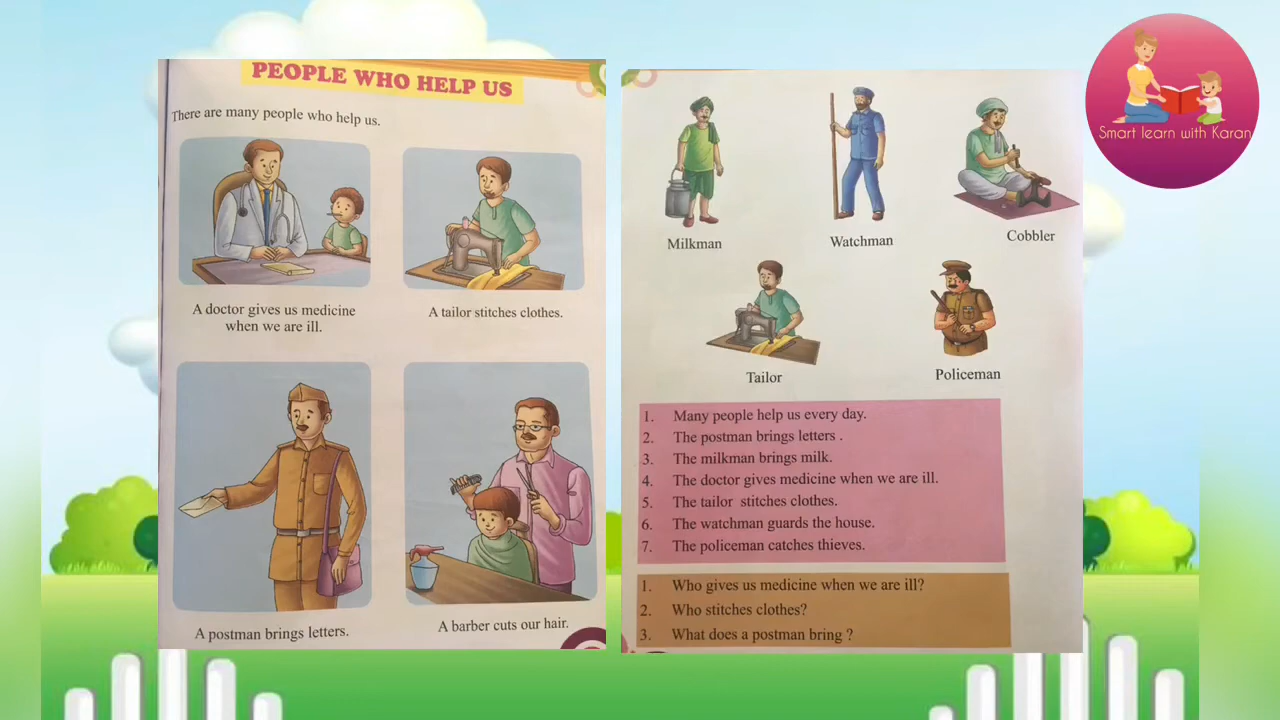 PEOPLE WHO HELP US
There are many people who help us.
A doctor gives us medicine
when we are ill.
A tailor stitches clothes.
A postman brings letters.
A barber cuts our hair.
Milkman
Watchman
Cobbler
Tailor
Policeman
1. Many people help us every day.
2. The postman brings letters .
3. The milkman brings milk.
4. The doctor gives medicine when we are ill.
5. The tailor stitches clothes.
6. The watchman guards the house.
7. The policeman catches thieves.
1. Who gives us medicine when we are ill?
2. Who stitches clothes?
3. What does a postman bring ?
Smart learn with Karan